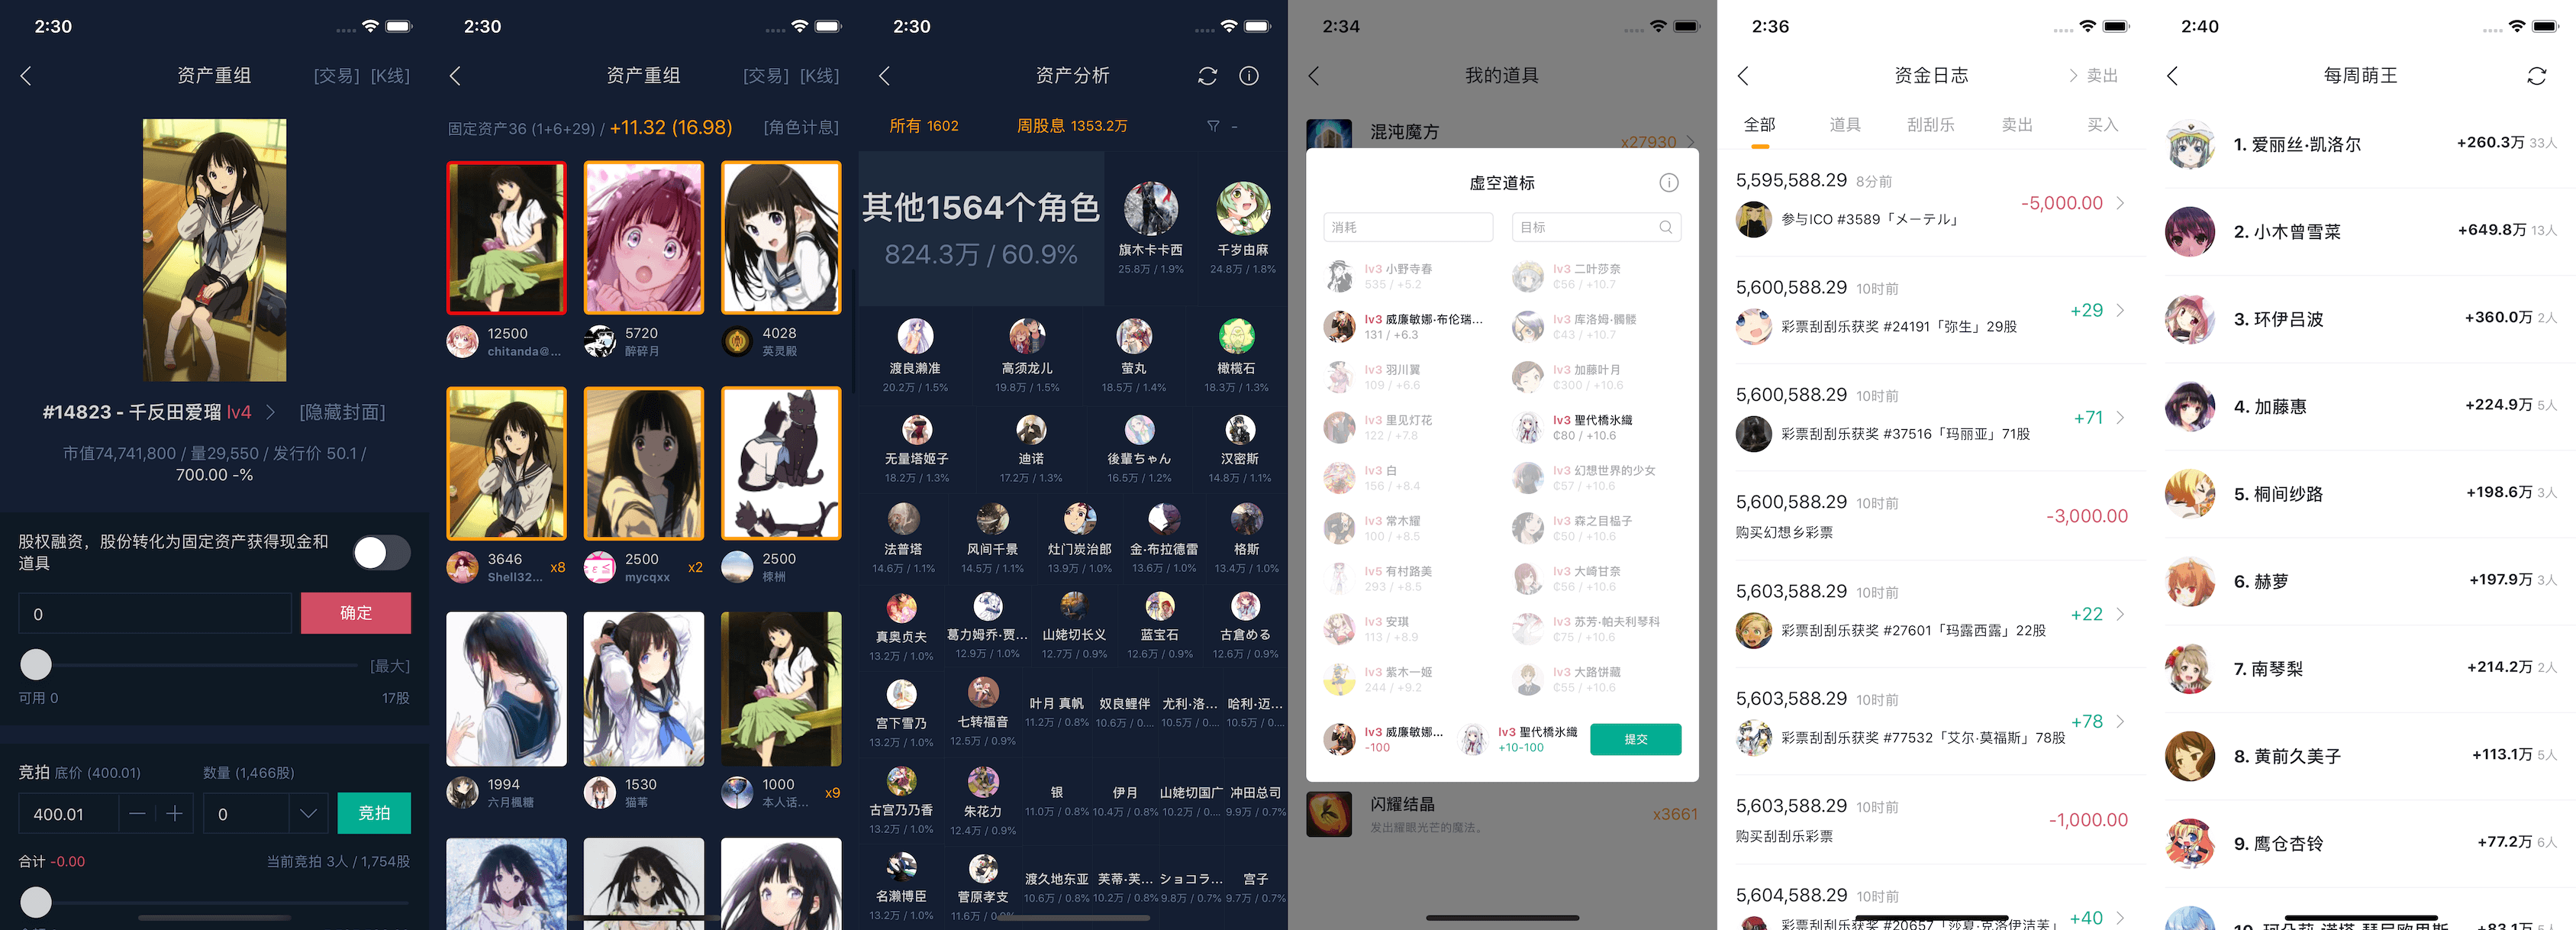 2:30
资产重组
[交易] [K线]
#14823 - 千反田爱瑠 lv4
[隐藏封面]
市值74,741,800 / 量29,550 / 发行价 50.1 /
700.00 -%
股权融资，股份转化为固定资产获得现金和
道具
0
确定
[最大]
可用 0
17股
竞拍 底价 (400.01)
数量 (1,466股)
400.01
0
竞拍
合计 -0.00
当前竞拍 3人 / 1,754股
2:30
资产重组
[交易] [K线]
固定资产36 (1+6+29) / +11.32 (16.98)
[角色计息]
12500
chitanda@...
5720
醉碎月
4028
英灵殿
3646
Shell32...
x8
2500
mycqxx
x2
2500
楝洲
1994
六月楓糖
1530
猫苇
1000
本人话...
x9
2:30
资产分析
所有 1602
周股息 1353.2万
-
其他1564个角色
824.3万 / 60.9%
旗木卡卡西
25.8万 / 1.9%
千岁由麻
24.8万 / 1.8%
渡良濑准
20.2万 / 1.5%
高须龙儿
19.8万 / 1.5%
萤丸
18.5万 / 1.4%
橄榄石
18.3万 / 1.3%
无量塔姬子
18.2万 / 1.3%
迪诺
17.2万 / 1.3%
後輩ちゃん
16.5万 / 1.2%
汉密斯
14.8万 / 1.1%
法普塔
14.6万 / 1.1%
风间千景
14.5万 / 1.1%
灶门炭治郎
13.9万 / 1.0%
金·布拉德雷
13.6万 / 1.0%
格斯
13.4万 / 1.0%
真奥贞夫
13.2万 / 1.0%
葛力姆乔·贾...
12.9万 / 1.0%
山姥切长义
12.7万 / 0.9%
蓝宝石
12.6万 / 0.9%
古倉める
12.6万 / 0.9%
宫下雪乃
13.2万 / 1.0%
七转福音
12.5万 / 0.9%
叶月 真帆
11.2万 / 0.8%
奴良鲤伴
10.6万 / 0....
尤利·洛...
10.5万 / 0....
哈利·迈...
10.5万 / 0....
古宫乃乃香
13.2万 / 1.0%
朱花力
12.4万 / 0.9%
银
11.0万 / 0.8%
伊月
10.4万 / 0.8%
山姥切国广
10.2万 / 0....
冲田总司
9.9万 / 0.7%
名濑博臣
13.2万 / 1.0%
菅原孝支
11.6万 / 0.9%
渡久地东亚
10.6万 / 0.8%
芙蒂·芙...
10.2万 / 0.8%
ショコラ...
9.8万 / 0.7%
宫子
9.7万 / 0.7%
2:34
我的道具
混沌魔方
x27930
虚空道标
消耗
目标
lv3 小野寺春
535 / +5.2
lv3 二叶莎奈
₵56 / +10.7
lv3 威廉敏娜·布伦瑞...
131 / +6.3
lv3 库洛姆·髑髅
₵43 / +10.7
lv3 羽川翼
109 / +6.6
lv3 加藤叶月
₵300 / +10.6
lv3 里见灯花
122 / +7.8
lv3 聖代橋氷織
₵80 / +10.6
lv3 白
156 / +8.4
lv3 幻想世界的少女
₵57 / +10.6
lv3 常木耀
100 / +8.5
lv3 森之目榀子
₵50 / +10.6
lv5 有村路美
293 / +8.5
lv3 大崎甘奈
₵56 / +10.6
lv3 安琪
113 / +8.9
lv3 苏芳·帕夫利琴科
₵75 / +10.6
lv3 紫木一姬
244 / +9.2
lv3 大路饼藏
₵55 / +10.6
lv3 威廉敏娜...
-100
lv3 聖代橋氷織
+10-100
提交
闪耀结晶
发出耀眼光芒的魔法。
x3661
2:36
资金日志
卖出
全部
道具
刮刮乐
卖出
买入
5,595,588.29 8分前
参与ICO #3589「メーテル」
-5,000.00
5,600,588.29 10时前
彩票刮刮乐获奖 #24191「弥生」29股
+29
5,600,588.29 10时前
彩票刮刮乐获奖 #37516「玛丽亚」71股
+71
5,600,588.29 10时前
购买幻想乡彩票
-3,000.00
5,603,588.29 10时前
彩票刮刮乐获奖 #27601「玛露西露」22股
+22
5,603,588.29 10时前
彩票刮刮乐获奖 #77532「艾尔·莫福斯」78股
+78
5,603,588.29 10时前
购买刮刮乐彩票
-1,000.00
5,604,588.29 10时前
彩票刮刮乐获奖 #20657「莎夏·克洛伊洁芙」
+40
2:40
每周萌王
1. 爱丽丝·凯洛尔
+260.3万 33人
2. 小木曾雪菜
+649.8万 13人
3. 环伊吕波
+360.0万 2人
4. 加藤惠
+224.9万 5人
5. 桐间纱路
+198.6万 3人
6. 赫萝
+197.9万 3人
7. 南琴梨
+214.2万 2人
8. 黄前久美子
+113.1万 5人
9. 鹰仓杏铃
+77.2万 6人
+83.1万 5人